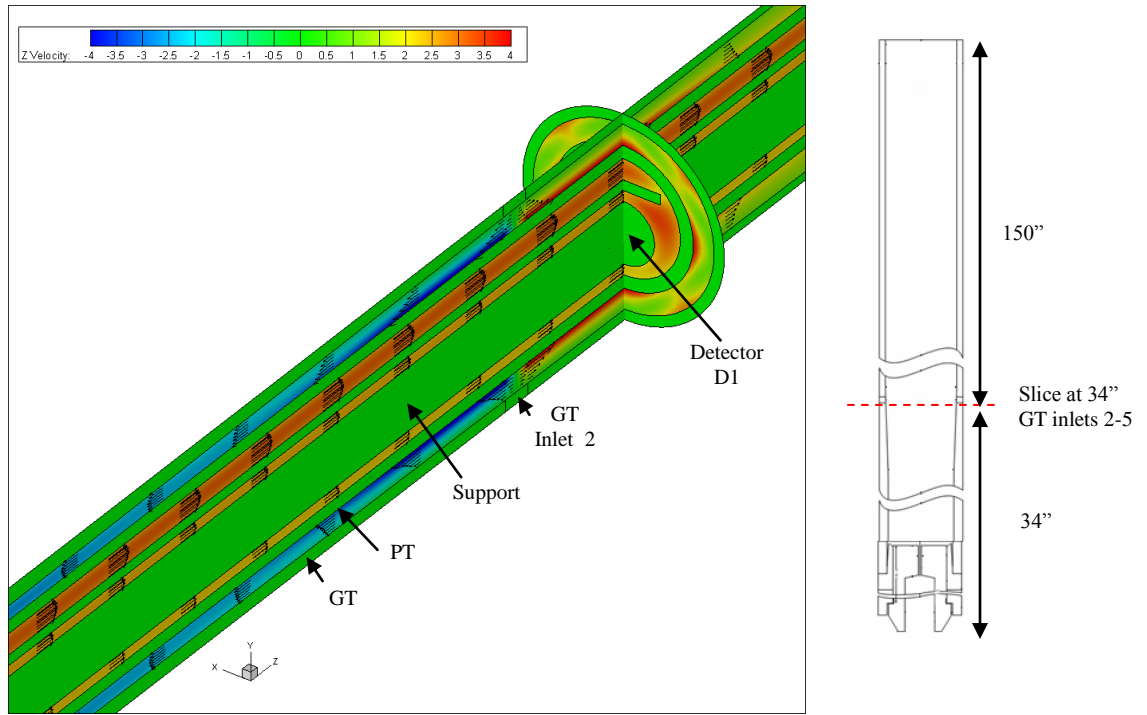 Z Velocity: -4 -3.5 -3 -2.5 -2 -1.5 -1 -0.5 0 0.5 1 1.5 2 2.5 3 3.5 4
150”
Detector
D1
Slice at 34”
GT inlets 2-5
GT
Inlet 2
Support
34”
PT
GT
Y
X
Z